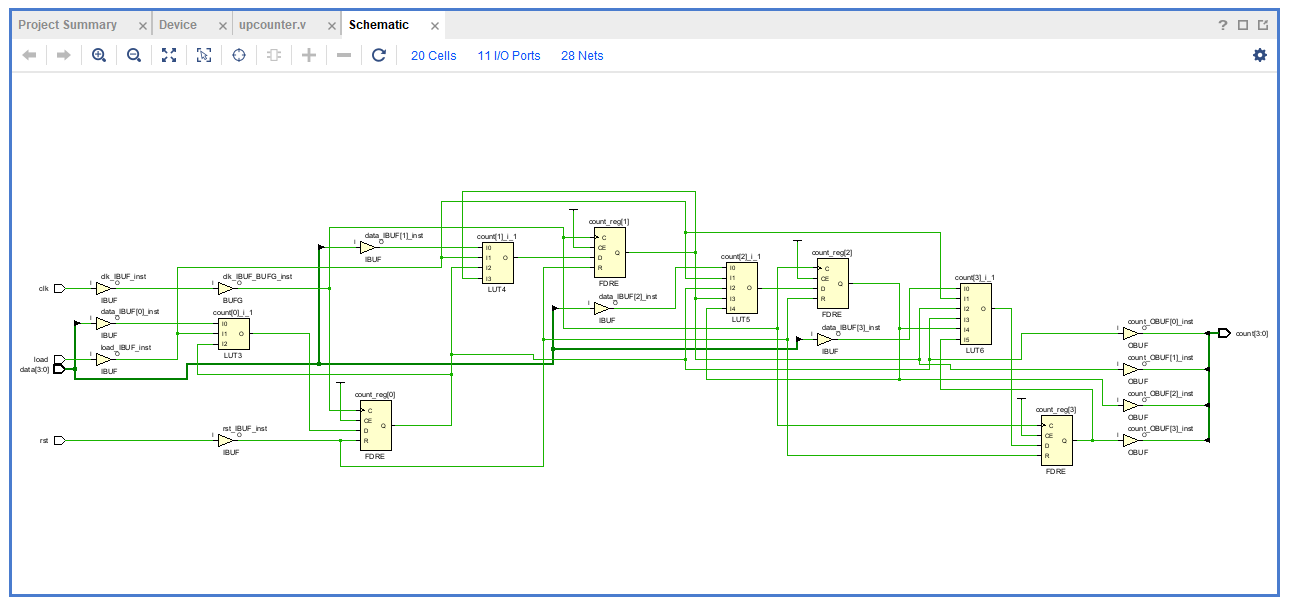 Project Summary × Device × upcounter.v × Schematic × ?
20 Cells 11 I/O Ports 28 Nets
clk
I clk_IBUF_inst O
IBUF
I clk_IBUF_BUFG_inst O
BUFG
I data_IBUF[0]_inst O
IBUF
load
I load_IBUF_inst O
IBUF
data[3:0]
count[0]_i_1
I0
I1 O
I2
LUT3
rst
I rst_IBUF_inst O
IBUF
count_reg[0]
C
CE
D Q
R
FDRE
I data_IBUF[1]_inst O
IBUF
count[1]_i_1
I0
I1 O
I2
I3
LUT4
count_reg[1]
C
CE Q
D
R
FDRE
I data_IBUF[2]_inst O
IBUF
count[2]_i_1
I0
I1
I2 O
I3
I4
LUT5
count_reg[2]
C
CE Q
D
R
FDRE
I data_IBUF[3]_inst O
IBUF
count[3]_i_1
I0
I1
I2 O
I3
I4
I5
LUT6
count_reg[3]
C
CE Q
D
R
FDRE
I count_OBUF[0]_inst O
OBUF
count[3:0]
I count_OBUF[1]_inst O
OBUF
I count_OBUF[2]_inst O
OBUF
I count_OBUF[3]_inst O
OBUF